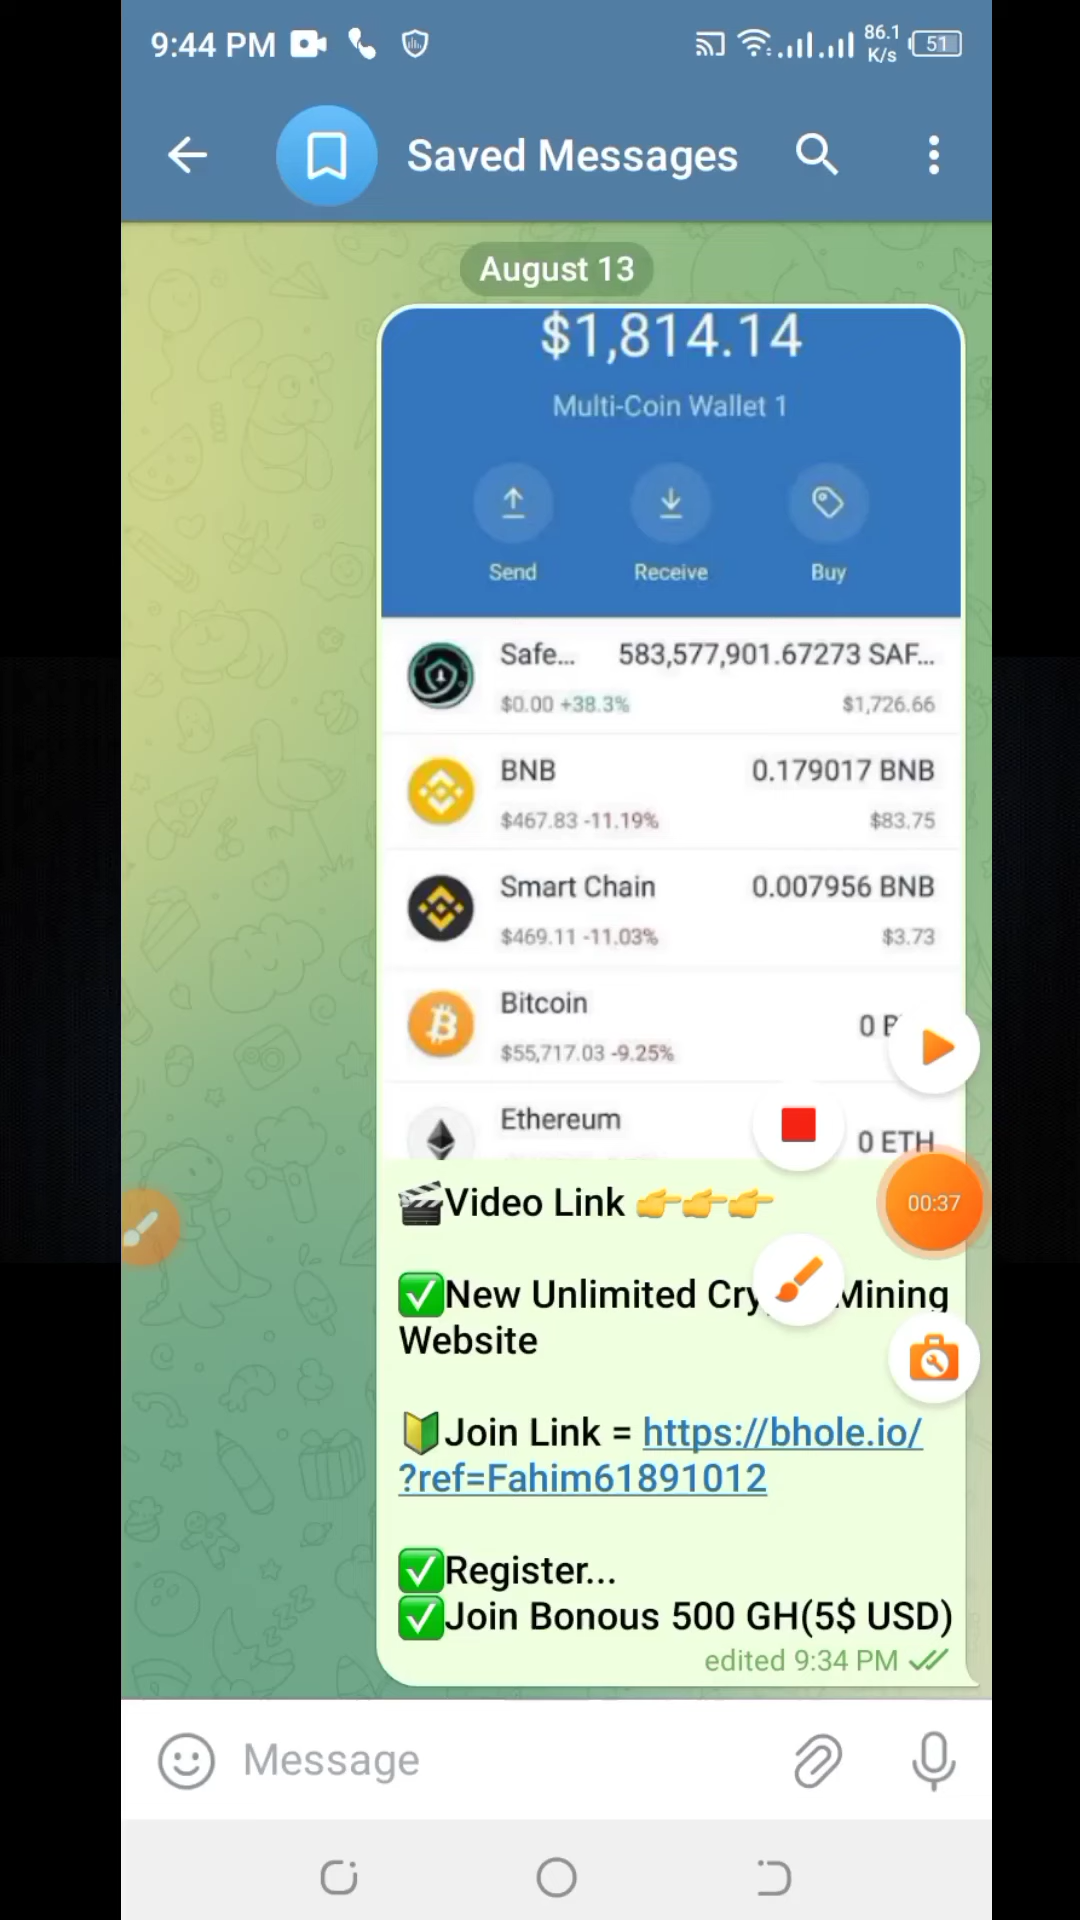 9:44 PM 86.1 K/s 51
Saved Messages
August 13
$1,814.14
Multi-Coin Wallet 1
Send Receive Buy
Safe... 583,577,901.67273 SAF...
$0.00 +38.3% $1,726.66
BNB 0.179017 BNB
$467.83 -11.19% $83.75
Smart Chain 0.007956 BNB
$469.11 -11.03% $3.73
Bitcoin 0
$55,717.03 -9.25%
Ethereum 0 ETH
🎬Video Link 👉👉👉
00:37
✅New Unlimited Mining
Website
🔰Join Link = https://bhole.io/
?ref=Fahim61891012
✅Register...
✅Join Bonous 500 GH(5$ USD)
edited 9:34 PM
Message